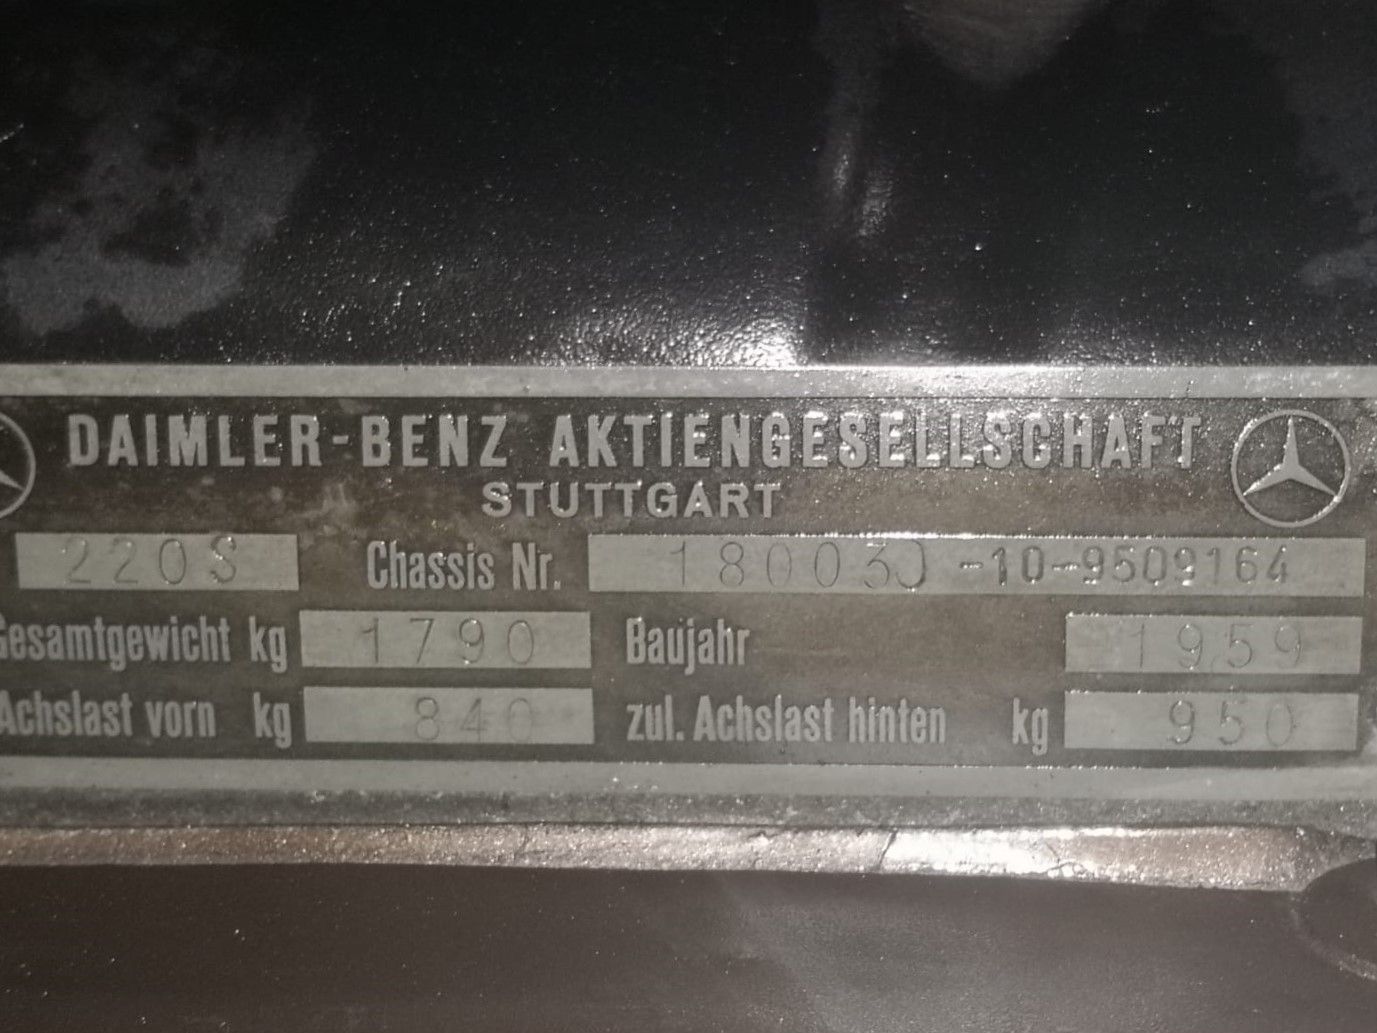 DAIMLER-BENZ AKTIENGESELLSCHAFT
STUTTGART
220S Chassis Nr. 180030-10-9509164
Gesamtgewicht kg 1790 Baujahr 1959
Achslast vorn kg 840 zul. Achslast hinten kg 950